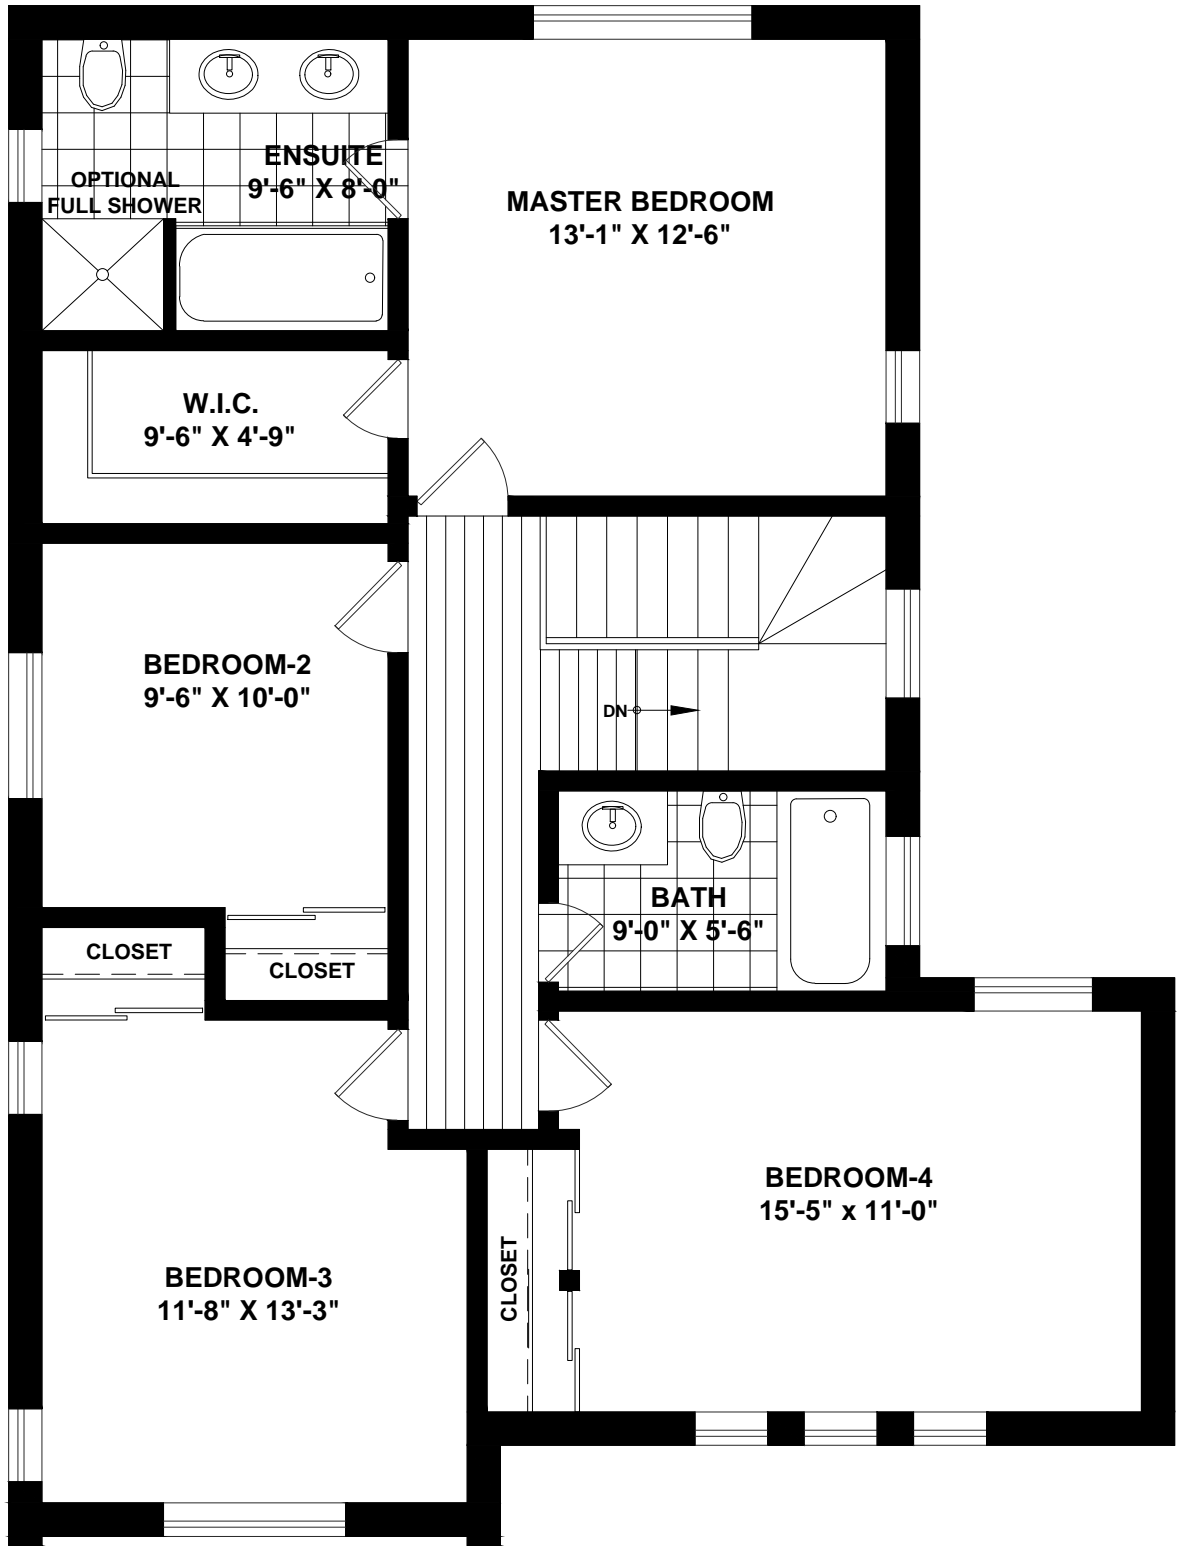 ENSUITE
9'-6" X 8'-0"
OPTIONAL
FULL SHOWER
MASTER BEDROOM
13'-1" X 12'-6"
W.I.C.
9'-6" X 4'-9"
BEDROOM-2
9'-6" X 10'-0"
DN
BATH
9'-0" X 5'-6"
CLOSET
CLOSET
BEDROOM-4
15'-5" x 11'-0"
CLOSET
BEDROOM-3
11'-8" X 13'-3"